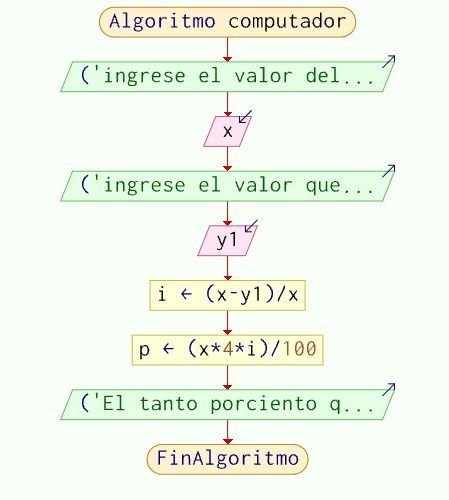 Algoritmo computador
('ingrese el valor del...
x
('ingrese el valor que...
y1
i ← (x-y1)/x
p ← (x*4*i)/100
('El tanto porciento q...
FinAlgoritmo